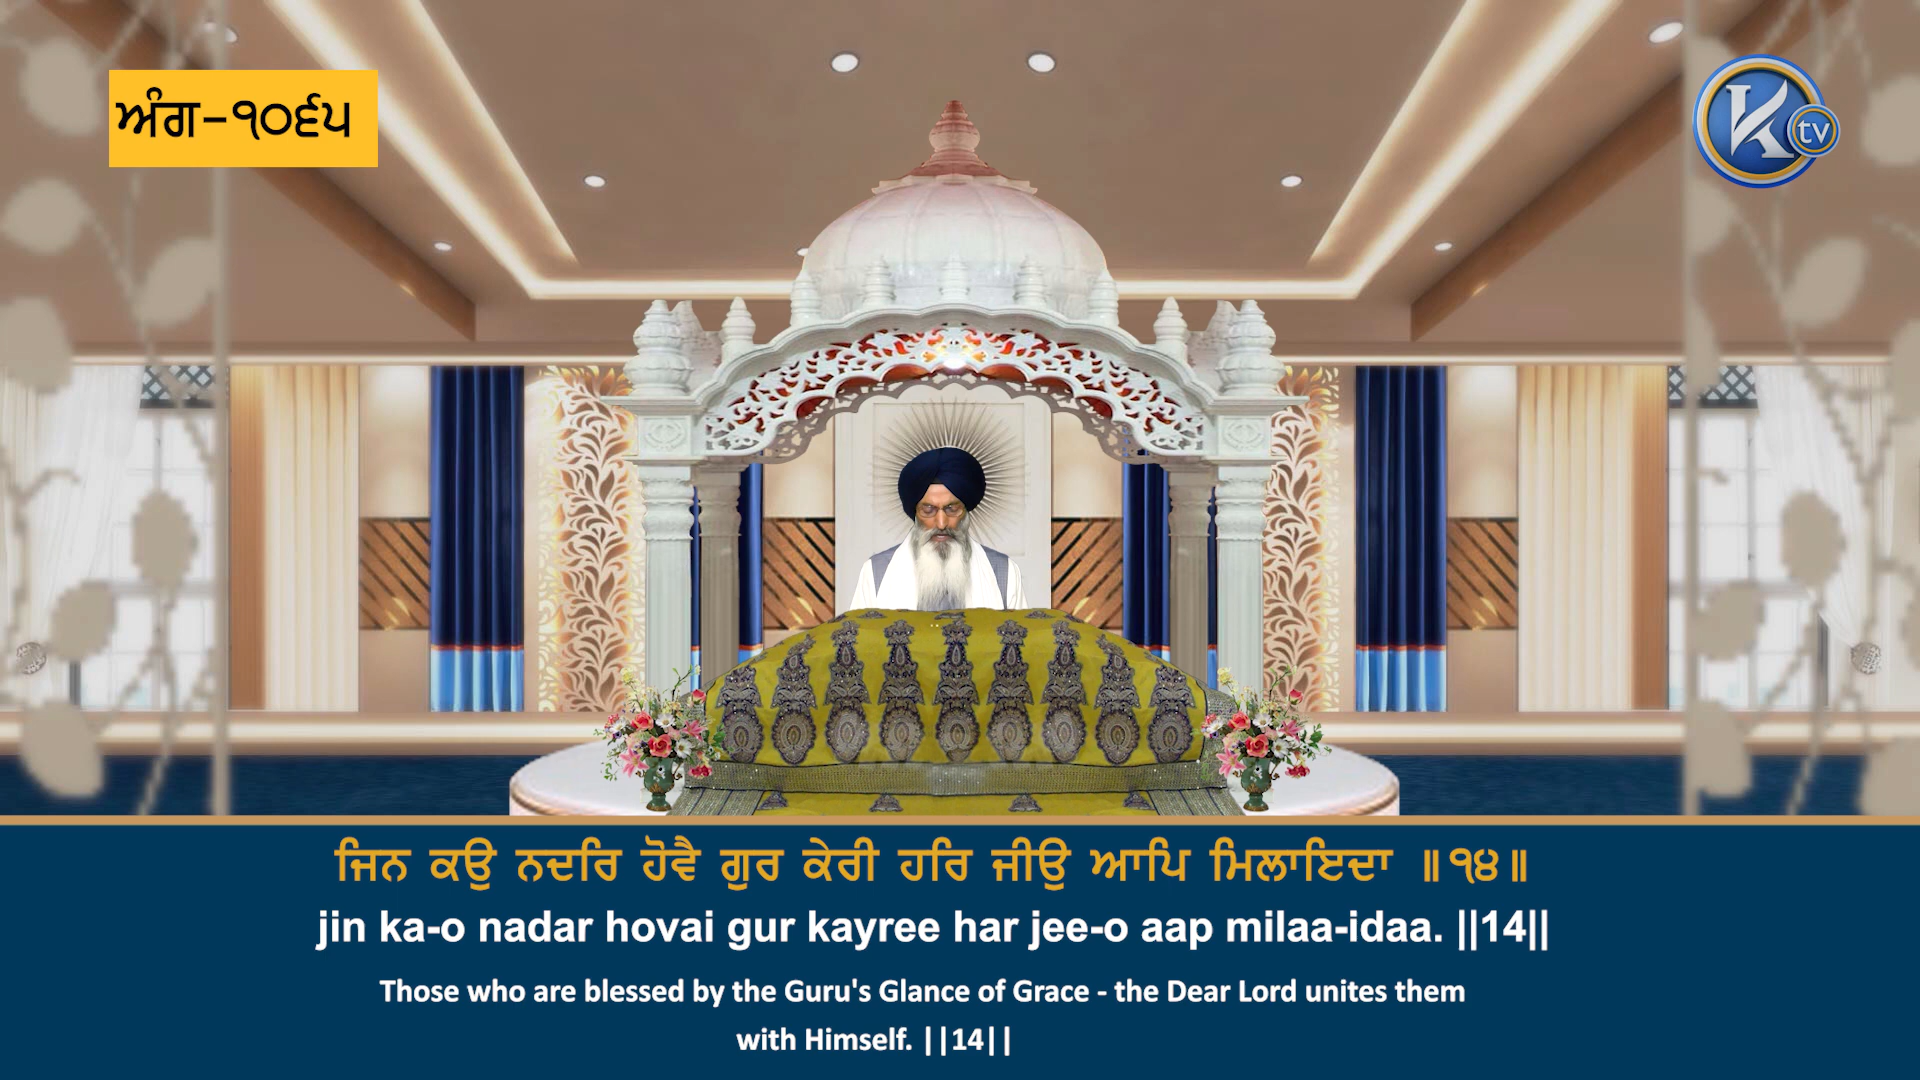 ਅੰਗ-੧੦੬੫
K tv
ਜਿਨ ਕਉ ਨਦਰਿ ਹੋਵੈ ਗੁਰ ਕੇਰੀ ਹਰਿ ਜੀਉ ਆਪਿ ਮਿਲਾਇਦਾ ॥੧੪॥
jin ka-o nadar hovai gur kayree har jee-o aap milaa-idaa. ||14||
Those who are blessed by the Guru's Glance of Grace - the Dear Lord unites them
with Himself. ||14||